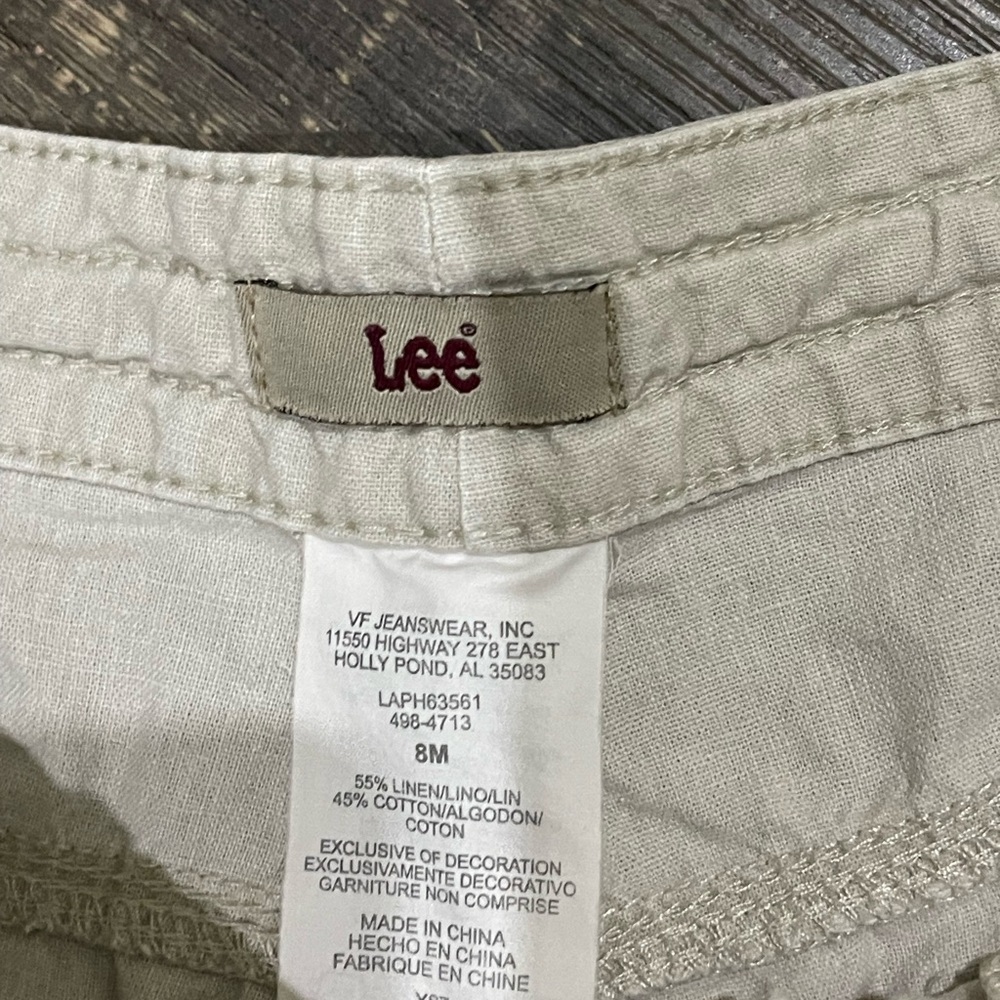 Lee®
VF JEANSWEAR, INC
11550 HIGHWAY 278 EAST
HOLLY POND, AL 35083
LAPH63561
498-4713
8M
55% LINEN/LINO/LIN
45% COTTON/ALGODON/
COTON
EXCLUSIVE OF DECORATION
EXCLUSIVAMENTE DECORATIVO
GARNITURE NON COMPRISE
MADE IN CHINA
HECHO EN CHINA
FABRIQUE EN CHINE